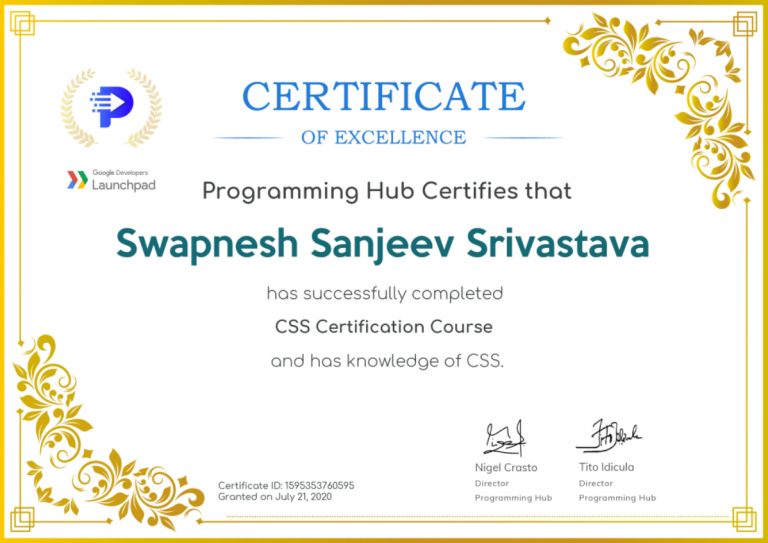 CERTIFICATE
OF EXCELLENCE
Google Developers
Launchpad
Programming Hub Certifies that
Swapnesh Sanjeev Srivastava
has successfully completed
CSS Certification Course
and has knowledge of CSS.
Nigel Crasto
Director
Programming Hub
Tito Idicula
Director
Programming Hub
Certificate ID: 1595353760595
Granted on July 21, 2020